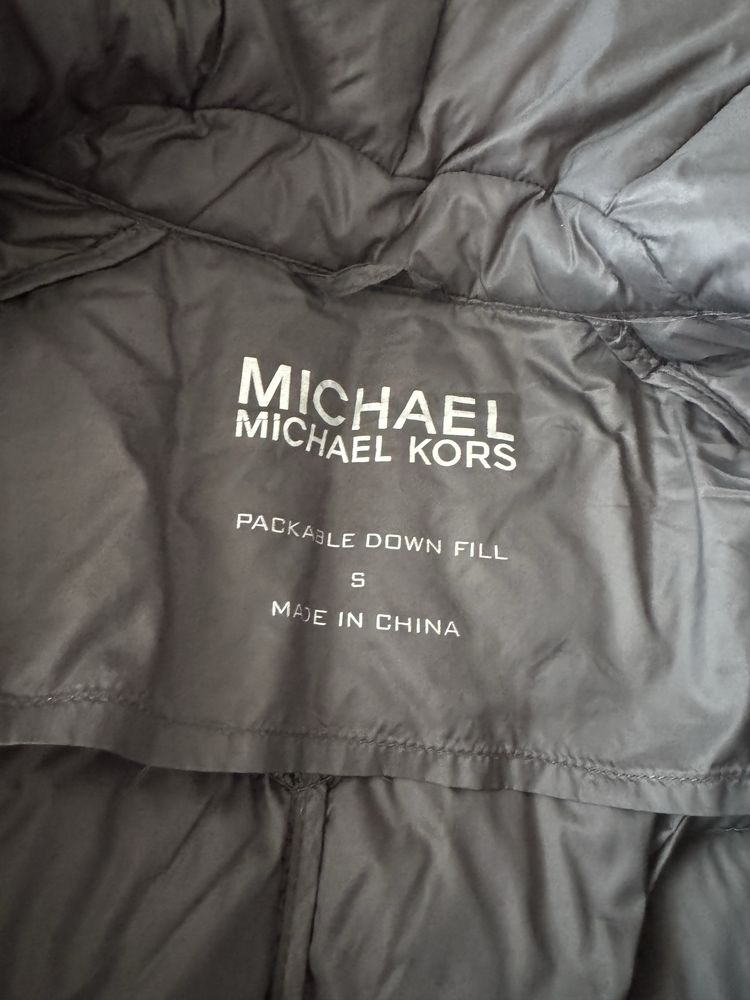 MICHAEL
MICHAEL KORS
PACKABLE DOWN FILL
S
MADE IN CHINA